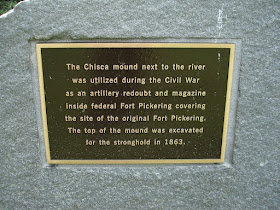 The Chisca mound next to the river
was utilized during the Civil War
as an artillery redoubt and magazine
inside federal Fort Pickering covering
the site of the original Fort Pickering.
The top of the mound was excavated
for the stronghold in 1863.